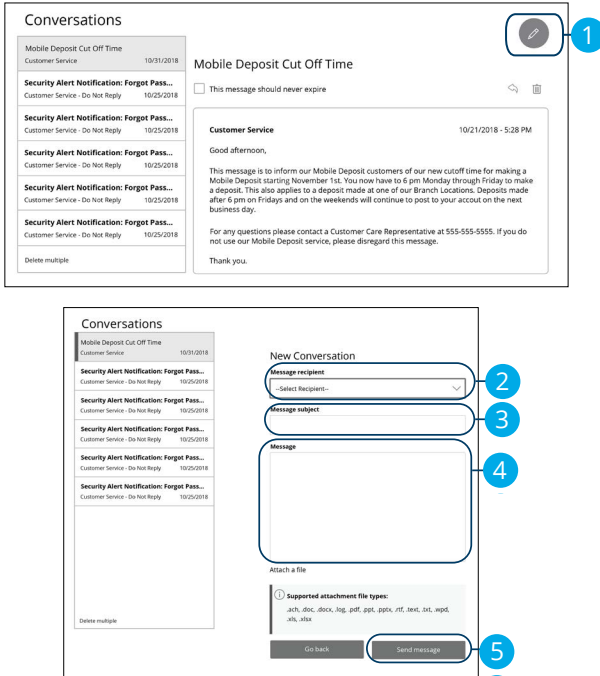 Conversations
Mobile Deposit Cut Off Time
Customer Service 10/31/2018
Security Alert Notification: Forgot Pass...
Customer Service - Do Not Reply 10/25/2018
Security Alert Notification: Forgot Pass...
Customer Service - Do Not Reply 10/25/2018
Security Alert Notification: Forgot Pass...
Customer Service - Do Not Reply 10/25/2018
Security Alert Notification: Forgot Pass...
Customer Service - Do Not Reply 10/25/2018
Security Alert Notification: Forgot Pass...
Customer Service - Do Not Reply 10/25/2018
Delete multiple
1
Mobile Deposit Cut Off Time
This message should never expire
Customer Service 10/21/2018 - 5:28 PM
Good afternoon,
This message is to inform our Mobile Deposit customers of our new cutoff time for making a
Mobile Deposit starting November 1st. You now have to 6 pm Monday through Friday to make
a deposit. This also applies to a deposit made at one of our Branch Locations. Deposits made
after 6 pm on Fridays and on the weekends will continue to post to your accout on the next
business day.
For any questions please contact a Customer Care Representative at 555-555-5555. If you do
not use our Mobile Deposit service, please disregard this message.
Thank you.
Conversations
Mobile Deposit Cut Off Time
Customer Service 10/31/2018
Security Alert Notification: Forgot Pass...
Customer Service - Do Not Reply 10/25/2018
Security Alert Notification: Forgot Pass...
Customer Service - Do Not Reply 10/25/2018
Security Alert Notification: Forgot Pass...
Customer Service - Do Not Reply 10/25/2018
Security Alert Notification: Forgot Pass...
Customer Service - Do Not Reply 10/25/2018
Security Alert Notification: Forgot Pass...
Customer Service - Do Not Reply 10/25/2018
Delete multiple
New Conversation
Message recipient
--Select Recipient--
2
Message subject
3
Message
4
Attach a file
Supported attachment file types:
.ach, .doc, .docx, .log, .pdf, .ppt, .pptx, .rtf, .text, .txt, .wpd,
.xls, .xlsx
Go back
Send message
5